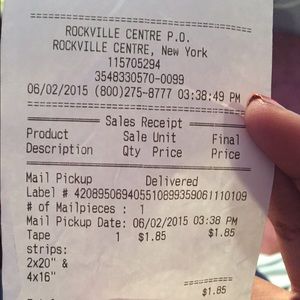 ROCKVILLE CENTRE P.O.
ROCKVILLE CENTRE, New York
115705294
3548330570-0099
06/02/2015 (800)275-8777 03:38:49 PM
Sales Receipt
Product Sale Unit Final
Description Qty Price Price
Mail Pickup Delivered
Label # 4208950694055108993590611101 09
# of Mailpieces : 1
Mail Pickup Date: 06/02/2015 03:38 PM
Tape 1 $1.85 $1.85
strips:
2x20" &
4x16"
$1.85